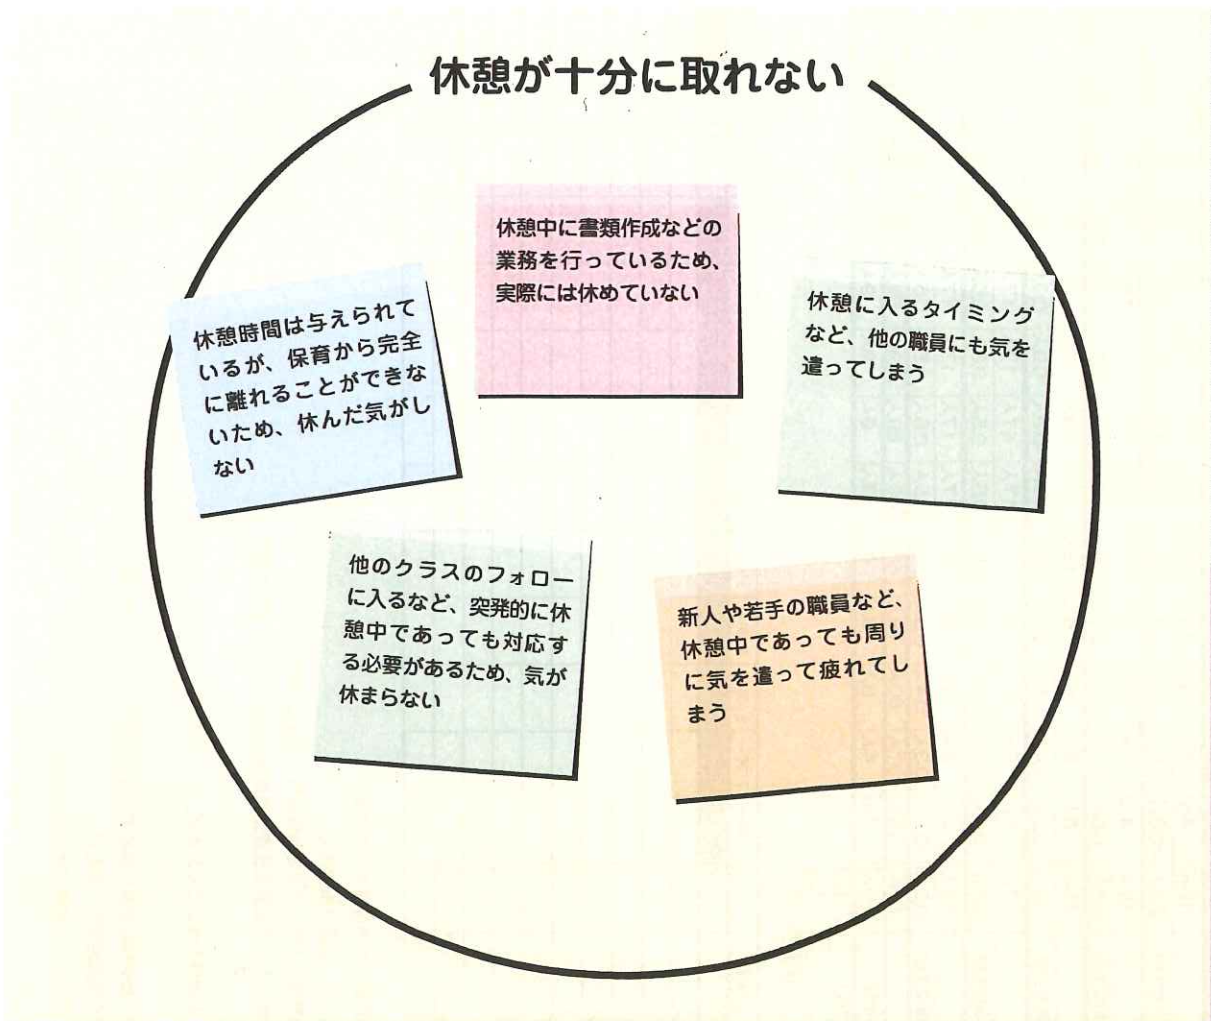 休憩が十分に取れない
休憩中に書類作成などの
業務を行っているため、
実際には休めていない
休憩時間は与えられて
いるが、保育から完全
に離れることができな
いため、休んだ気がし
ない
休憩に入るタイミング
など、他の職員にも気を
遣ってしまう
他のクラスのフォロー
に入るなど、突発的に休
憩中であっても対応す
る必要があるため、気が
休まらない
新人や若手の職員など、
休憩中であっても周り
に気を遣って疲れてし
まう